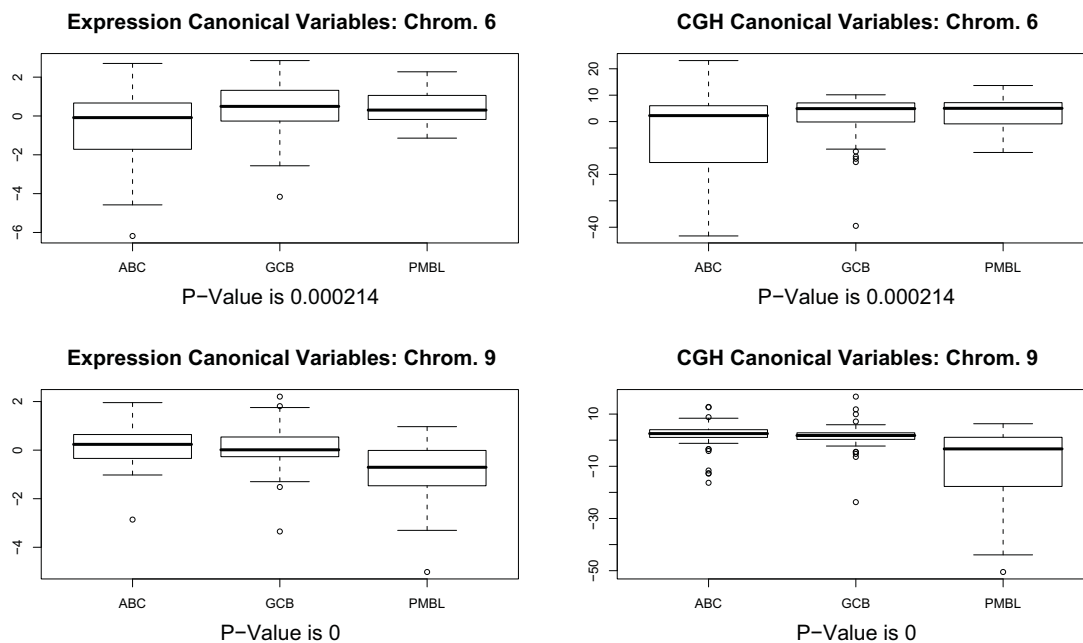 Expression Canonical Variables: Chrom. 6
2
0
−2
−4
−6
ABC GCB PMBL
P−Value is 0.000214
CGH Canonical Variables: Chrom. 6
20
10
0
−20
−40
ABC GCB PMBL
P−Value is 0.000214
Expression Canonical Variables: Chrom. 9
2
0
−2
−4
ABC GCB PMBL
P−Value is 0
CGH Canonical Variables: Chrom. 9
10
−10
−30
−50
ABC GCB PMBL
P−Value is 0